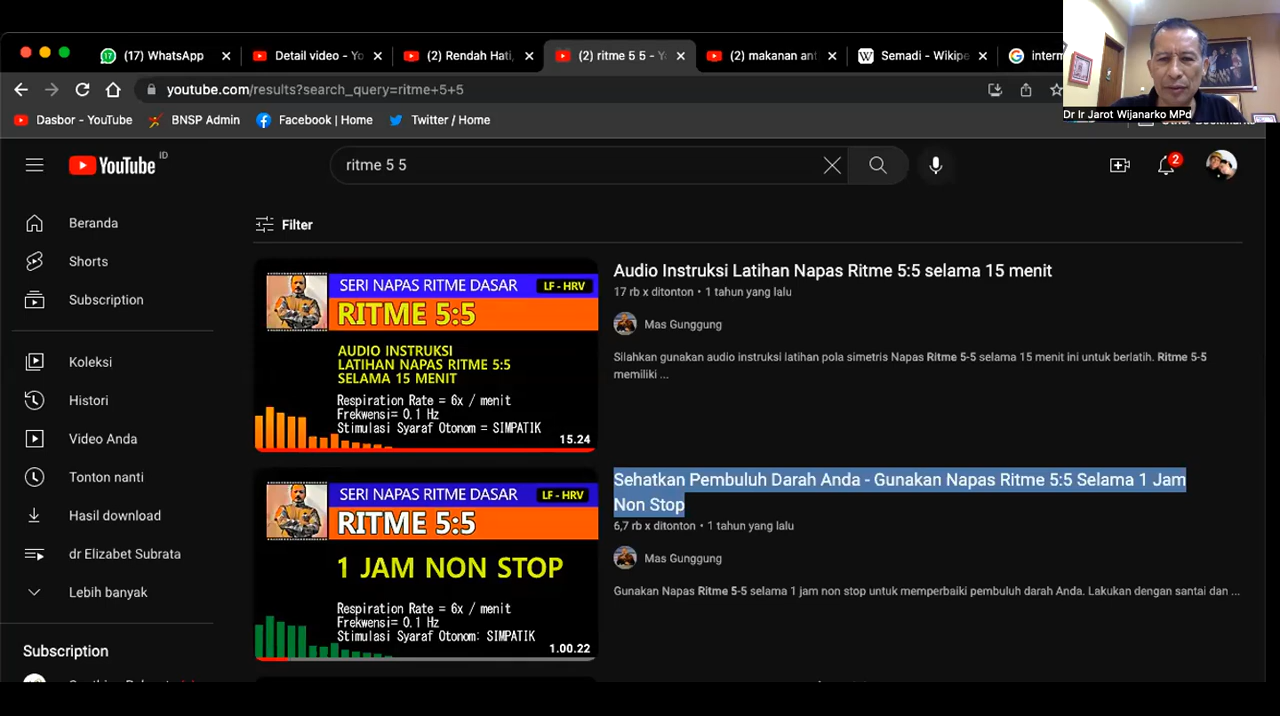 (17) WhatsApp
Detail video - Yo
(2) Rendah Hati,
(2) ritme 5 5 - Yo
(2) makanan ant
Semadi - Wikipe
interm
Dr Ir Jarot Wijanarko MPd
youtube.com/results?search_query=ritme+5+5
Dasbor - YouTube
BNSP Admin
Facebook | Home
Twitter / Home
YouTube ID
ritme 5 5
2
Beranda
Shorts
Subscription
Koleksi
Histori
Video Anda
Tonton nanti
Hasil download
dr Elizabet Subrata
Lebih banyak
Subscription
Filter
SERI NAPAS RITME DASAR
LF - HRV
RITME 5:5
AUDIO INSTRUKSI
LATIHAN NAPAS RITME 5:5
SELAMA 15 MENIT
Respiration Rate = 6x / menit
Frekwensi= 0.1 Hz
Stimulasi Syaraf Otonom = SIMPATIK
15.24
Audio Instruksi Latihan Napas Ritme 5:5 selama 15 menit
17 rb x ditonton • 1 tahun yang lalu
Mas Gunggung
Silahkan gunakan audio instruksi latihan pola simetris Napas Ritme 5-5 selama 15 menit ini untuk berlatih. Ritme 5-5
memiliki ...
SERI NAPAS RITME DASAR
LF - HRV
RITME 5:5
1 JAM NON STOP
Respiration Rate = 6x / menit
Frekwensi= 0.1 Hz
Stimulasi Syaraf Otonom: SIMPATIK
1.00.22
Sehatkan Pembuluh Darah Anda - Gunakan Napas Ritme 5:5 Selama 1 Jam
Non Stop
6,7 rb x ditonton • 1 tahun yang lalu
Mas Gunggung
Gunakan Napas Ritme 5-5 selama 1 jam non stop untuk memperbaiki pembuluh darah Anda. Lakukan dengan santai dan ...